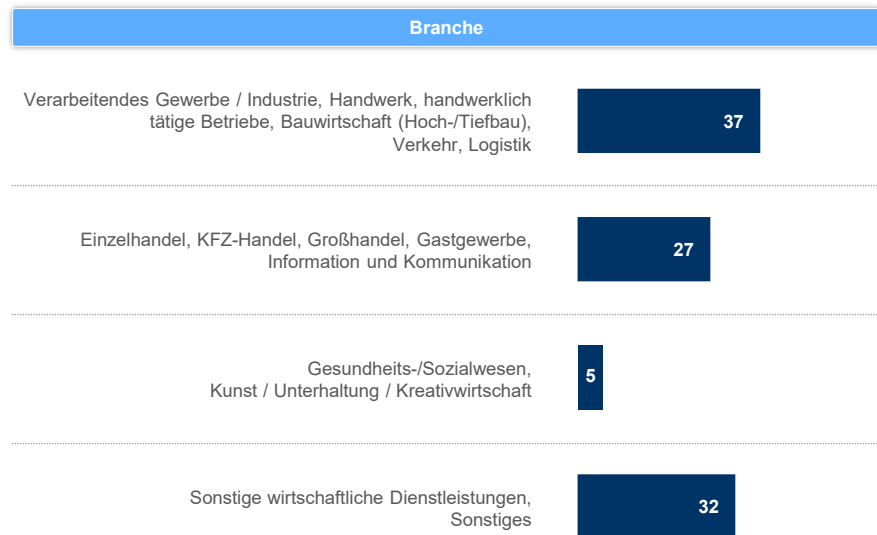 Branche
Verarbeitendes Gewerbe / Industrie, Handwerk, handwerklich
tätige Betriebe, Bauwirtschaft (Hoch-/Tiefbau),
Verkehr, Logistik
37
Einzelhandel, KFZ-Handel, Großhandel, Gastgewerbe,
Information und Kommunikation
27
Gesundheits-/Sozialwesen,
Kunst / Unterhaltung / Kreativwirtschaft
5
Sonstige wirtschaftliche Dienstleistungen,
Sonstiges
32